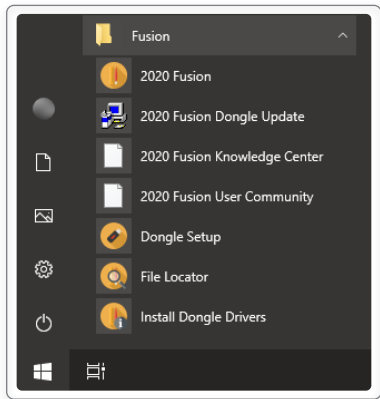 Fusion
2020 Fusion
2020 Fusion Dongle Update
2020 Fusion Knowledge Center
2020 Fusion User Community
Dongle Setup
File Locator
Install Dongle Drivers